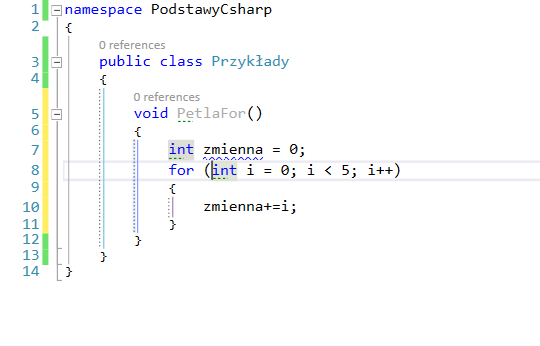 1 namespace PodstawyCsharp
2 {
0 references
3 public class Przykłady
4 {
0 references
5 void PetlaFor()
6 {
7 int zmienna = 0;
8 for (int i = 0; i < 5; i++)
9 {
10 zmienna+=i;
11 }
12 }
13 }
14 }